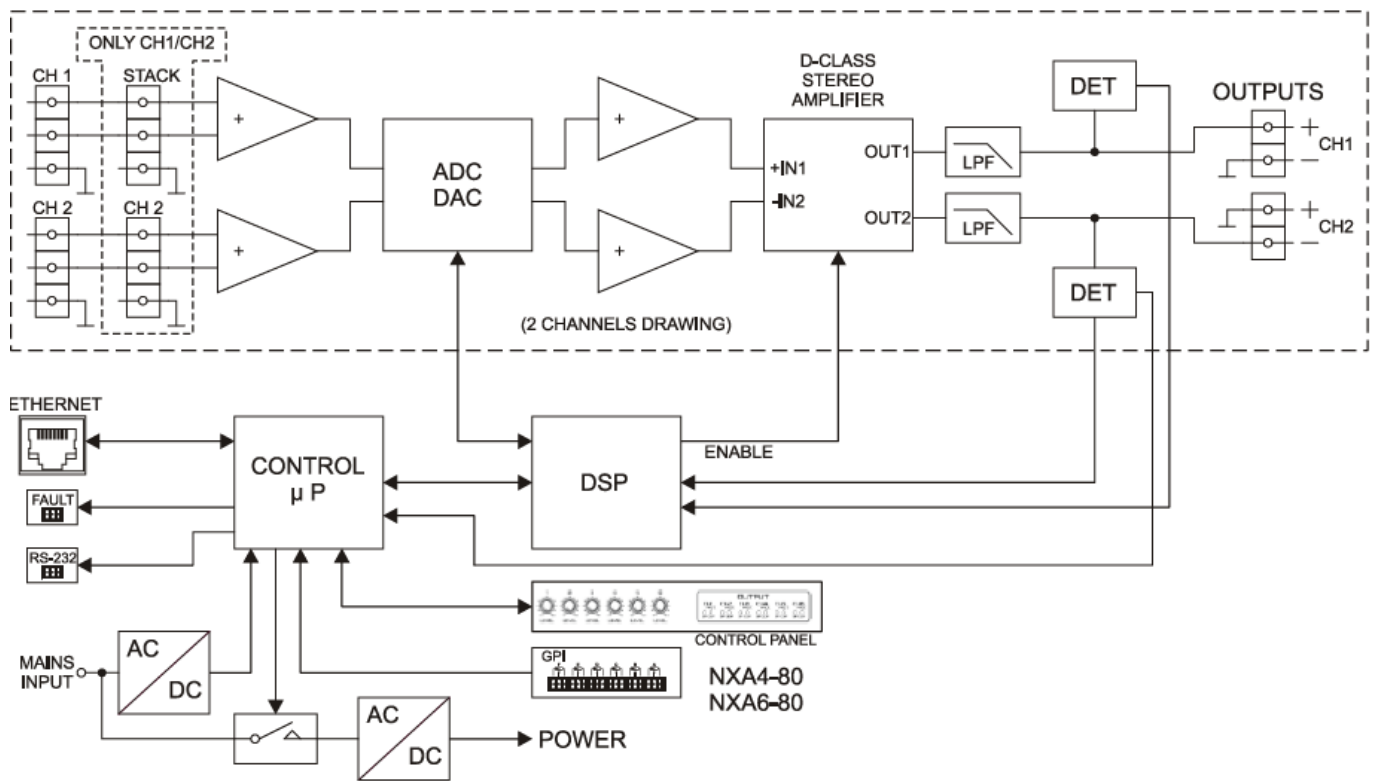 ONLY CH1/CH2
CH 1
STACK
CH 2
CH 2
+
+
ADC
DAC
+
+
D-CLASS
STEREO
AMPLIFIER
+IN1
-IN2
OUT1
OUT2
LPF
LPF
DET
DET
OUTPUTS
+
CH1
−
+
CH2
−
(2 CHANNELS DRAWING)
ETHERNET
FAULT
RS-232
CONTROL
μ P
DSP
ENABLE
OUTPUT
CONTROL PANEL
GPI
NXA4-80
NXA6-80
MAINS
INPUT
AC
DC
AC
DC
POWER